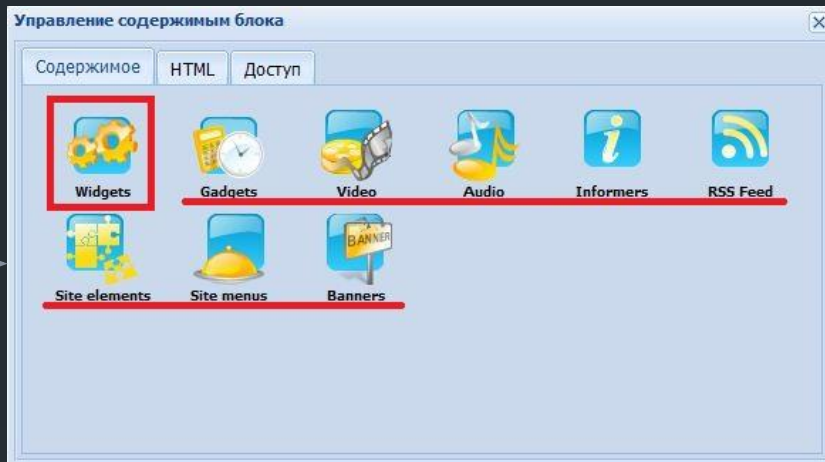 Управление содержимым блока
Содержимое HTML Доступ
Widgets Gadgets Video Audio Informers RSS Feed
BANNER
Site elements Site menus Banners